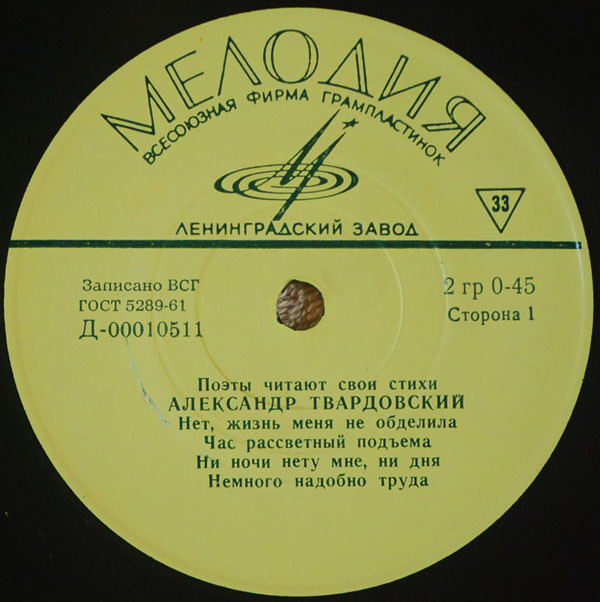 МЕЛОДИЯ
ВСЕСОЮЗНАЯ ФИРМА ГРАМПЛАСТИНОК
ЛЕНИНГРАДСКИЙ ЗАВОД
33
Записано ВСГ
ГОСТ 5289-61
Д-00010511
2 гр 0-45
Сторона 1
Поэты читают свои стихи
АЛЕКСАНДР ТВАРДОВСКИЙ
Нет, жизнь меня не обделила
Час рассветный подъема
Ни ночи нету мне, ни дня
Немного надобно труда